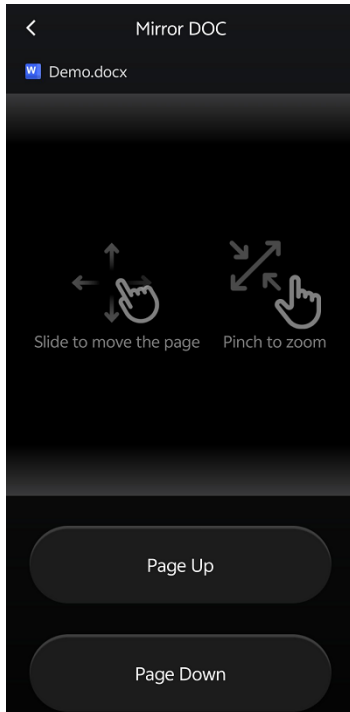 Mirror DOC
W Demo.docx
Slide to move the page Pinch to zoom
Page Up
Page Down